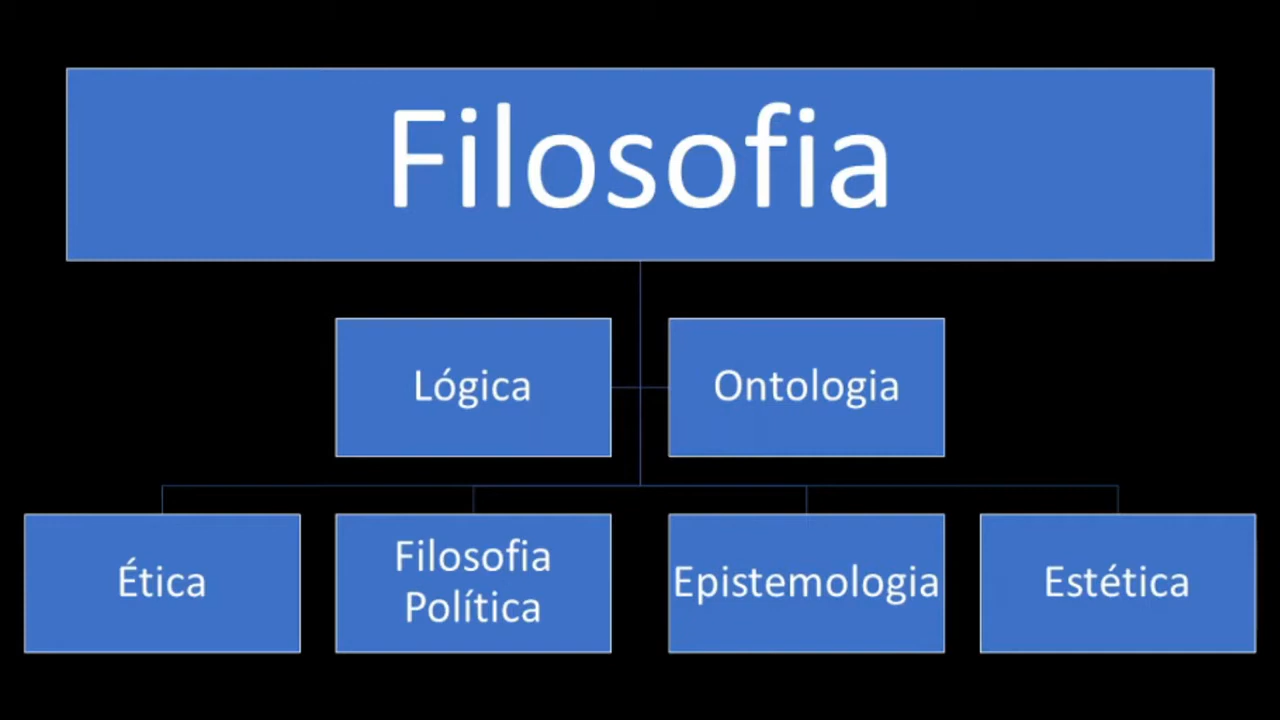 Filosofia
Lógica
Ontologia
Ética
Filosofia
Política
Epistemologia
Estética